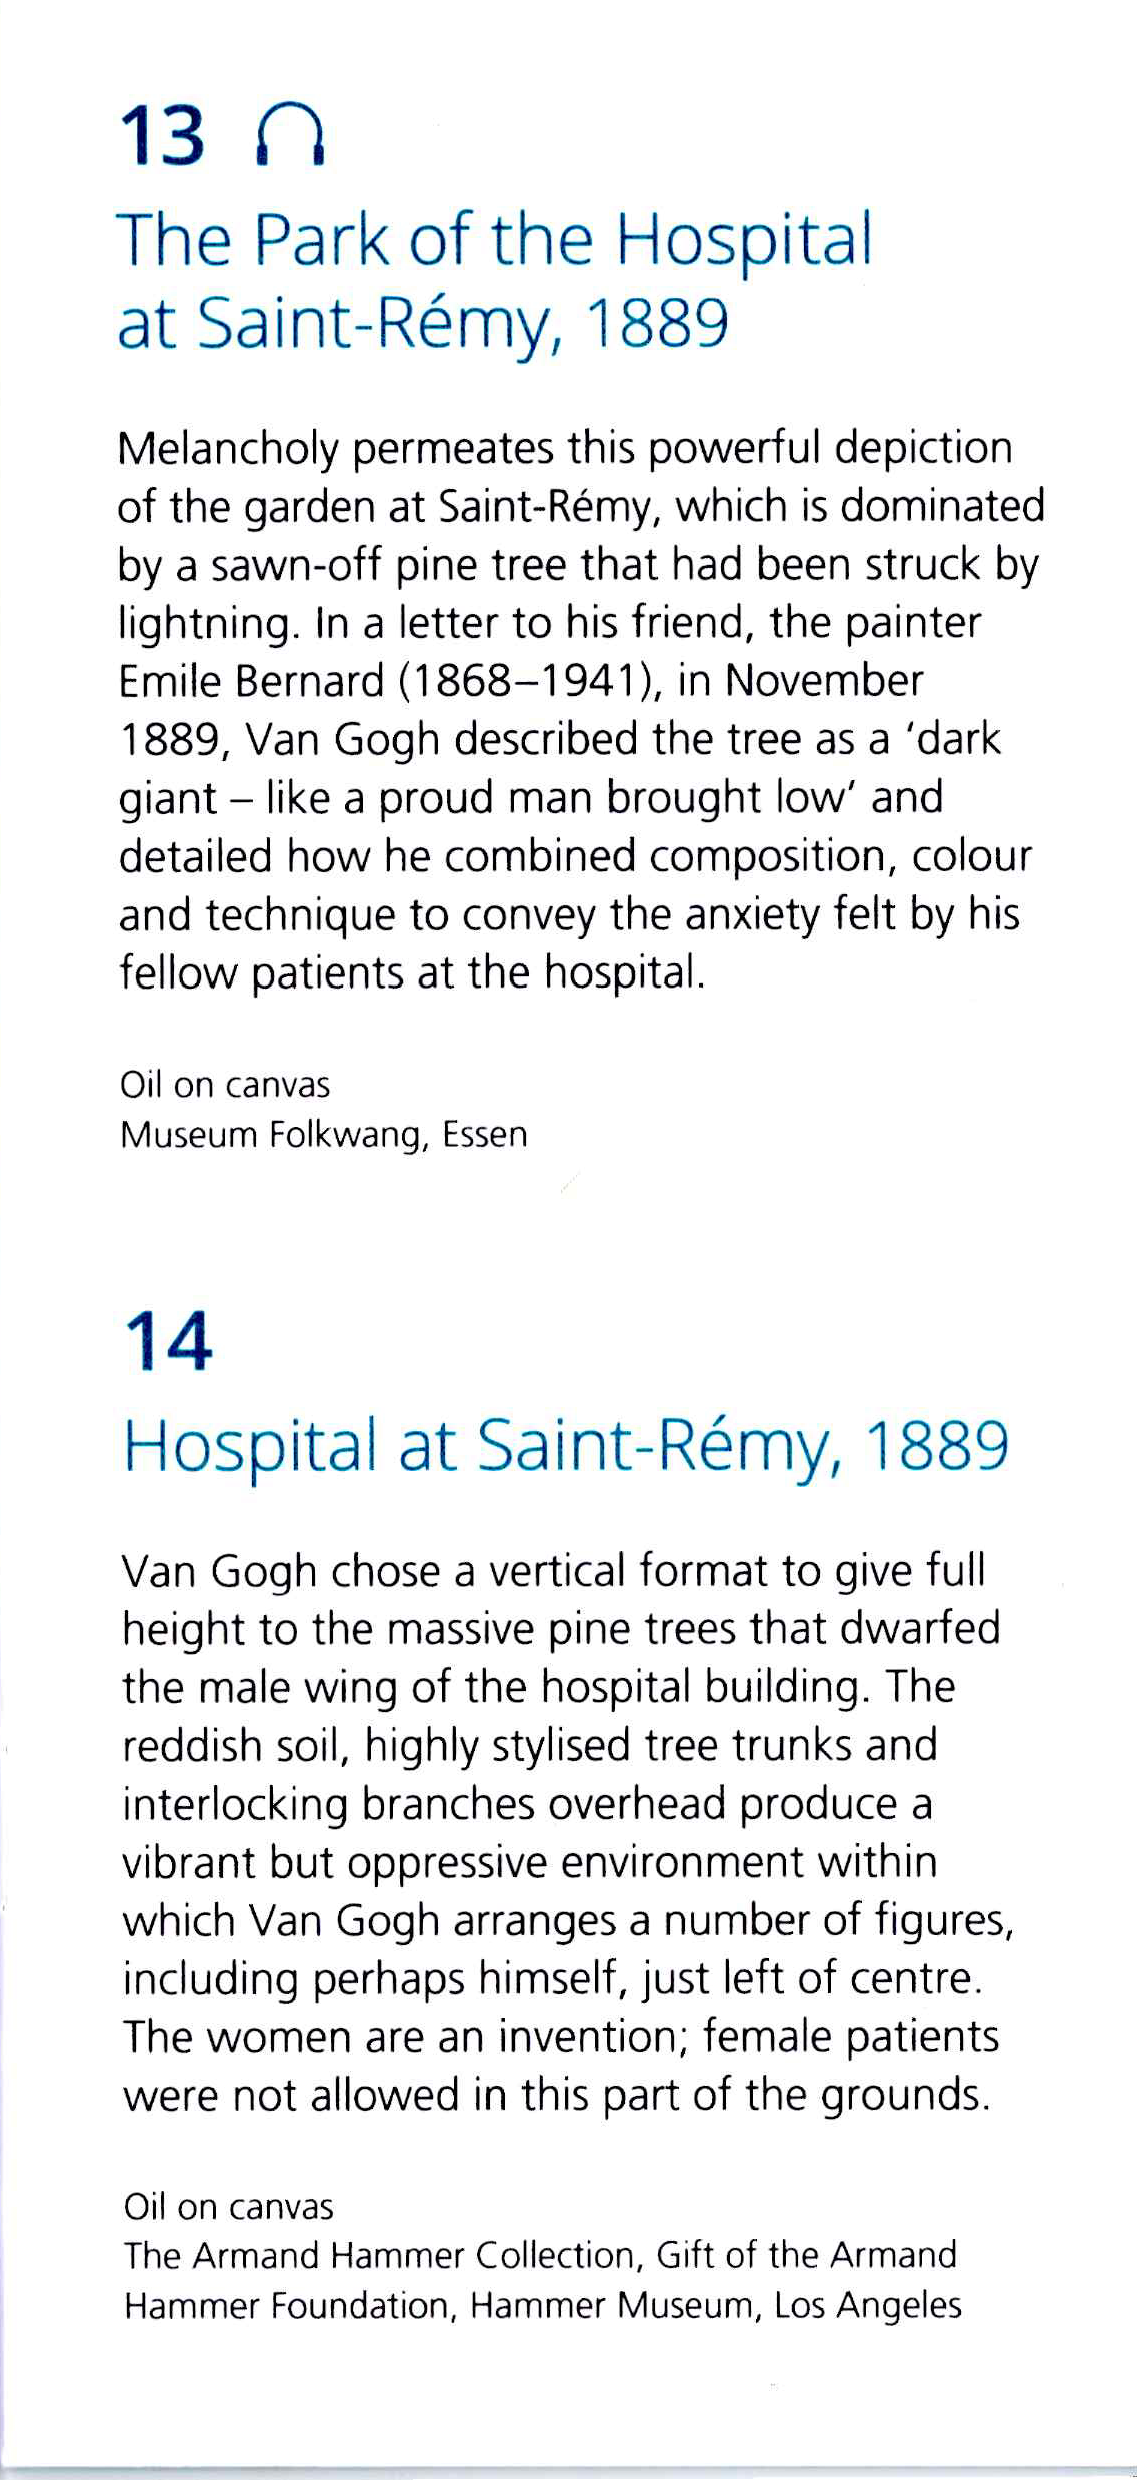 13
The Park of the Hospital
at Saint-Rémy, 1889
Melancholy permeates this powerful depiction
of the garden at Saint-Rémy, which is dominated
by a sawn-off pine tree that had been struck by
lightning. In a letter to his friend, the painter
Emile Bernard (1868–1941), in November
1889, Van Gogh described the tree as a ‘dark
giant – like a proud man brought low’ and
detailed how he combined composition, colour
and technique to convey the anxiety felt by his
fellow patients at the hospital.
Oil on canvas
Museum Folkwang, Essen
14
Hospital at Saint-Rémy, 1889
Van Gogh chose a vertical format to give full
height to the massive pine trees that dwarfed
the male wing of the hospital building. The
reddish soil, highly stylised tree trunks and
interlocking branches overhead produce a
vibrant but oppressive environment within
which Van Gogh arranges a number of figures,
including perhaps himself, just left of centre.
The women are an invention; female patients
were not allowed in this part of the grounds.
Oil on canvas
The Armand Hammer Collection, Gift of the Armand
Hammer Foundation, Hammer Museum, Los Angeles